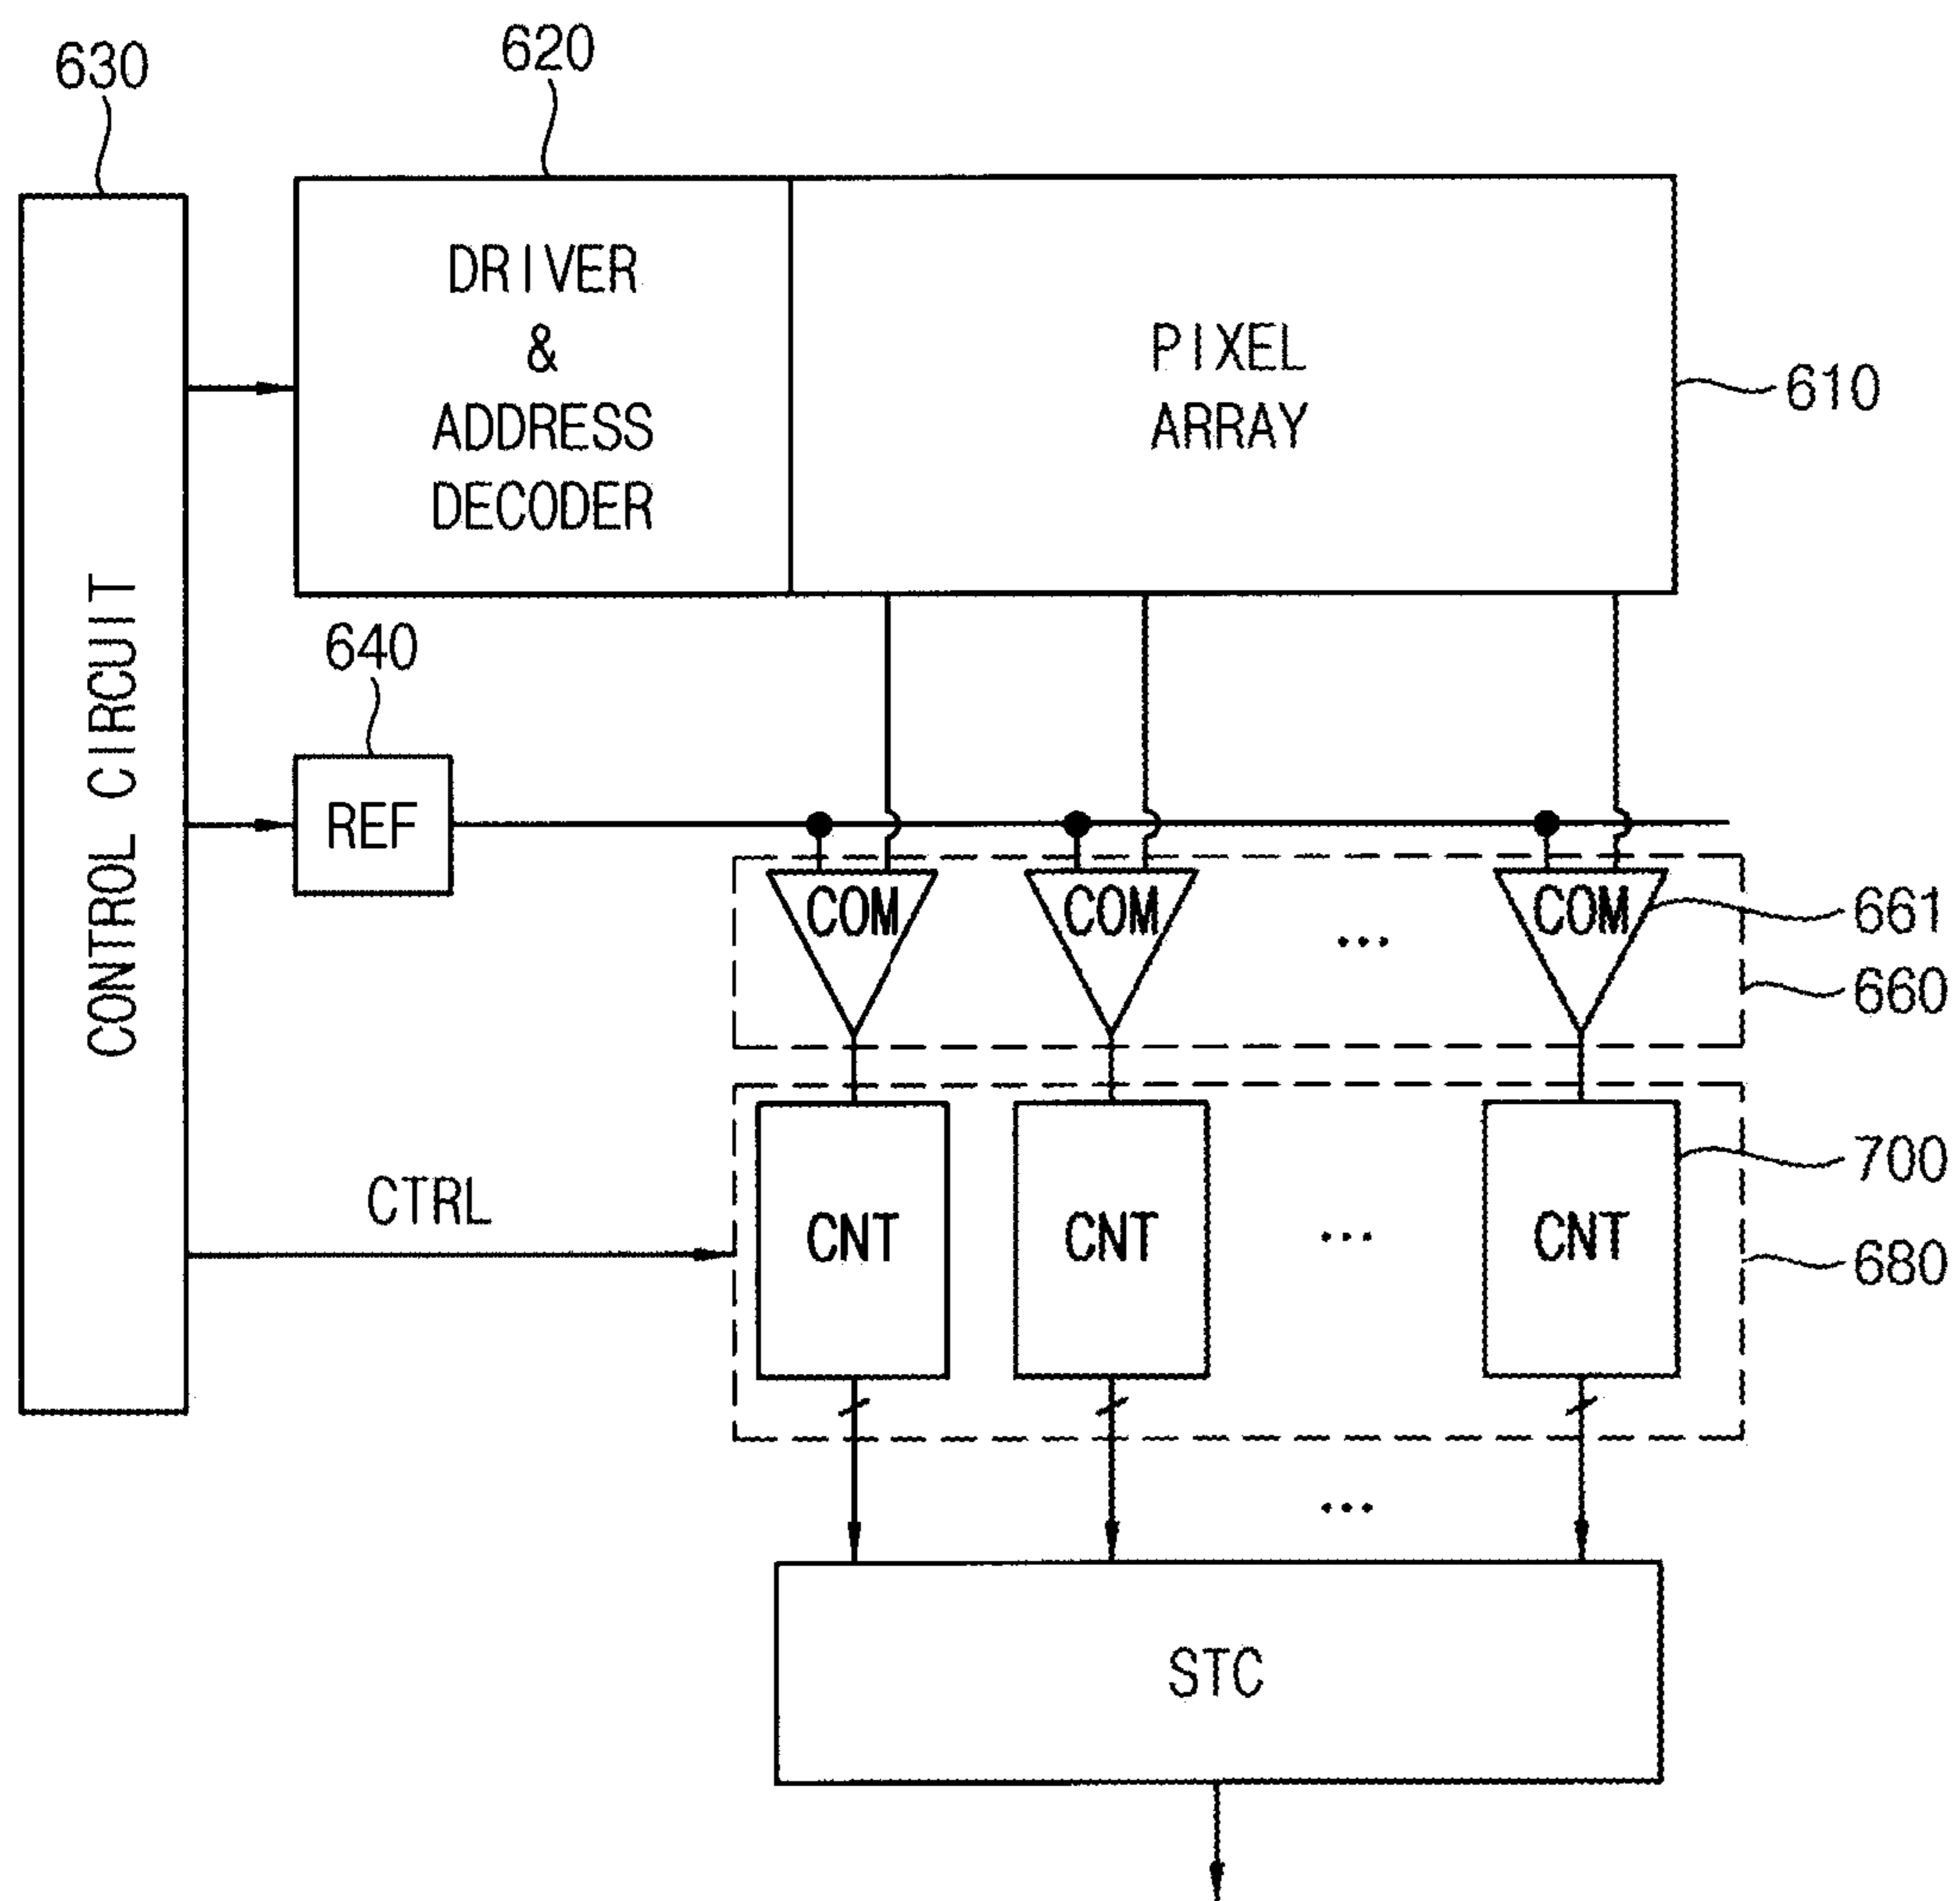 630
620
DRIVER
&
ADDRESS
DECODER
PIXEL
ARRAY
610
CONTROL CIRCUIT
640
REF
COM
COM
...
COM
661
660
CTRL
CNT
CNT
...
CNT
700
680
...
STC